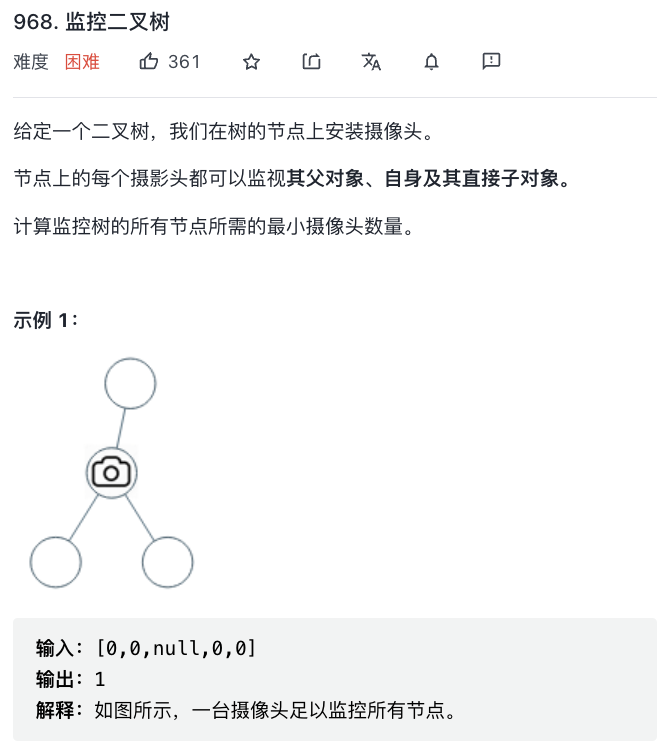 968. 监控二叉树
难度 困难 361
给定一个二叉树，我们在树的节点上安装摄像头。
节点上的每个摄影头都可以监视其父对象、自身及其直接子对象。
计算监控树的所有节点所需的最小摄像头数量。
示例 1：
输入：[0,0,null,0,0]
输出：1
解释：如图所示，一台摄像头足以监控所有节点。